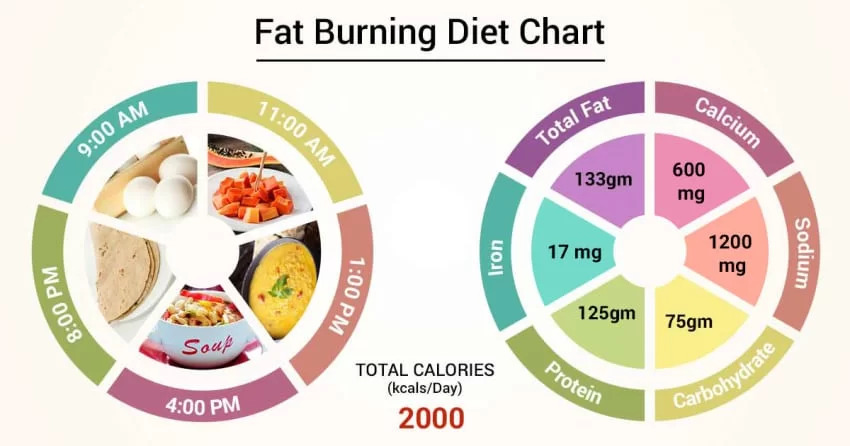 Fat Burning Diet Chart
9:00 AM
11:00 AM
1:00 PM
4:00 PM
8:00 PM
Soup
TOTAL CALORIES
(kcals/Day)
2000
Total Fat
133gm
Calcium
600
mg
Sodium
1200
mg
Carbohydrate
75gm
Protein
125gm
Iron
17 mg